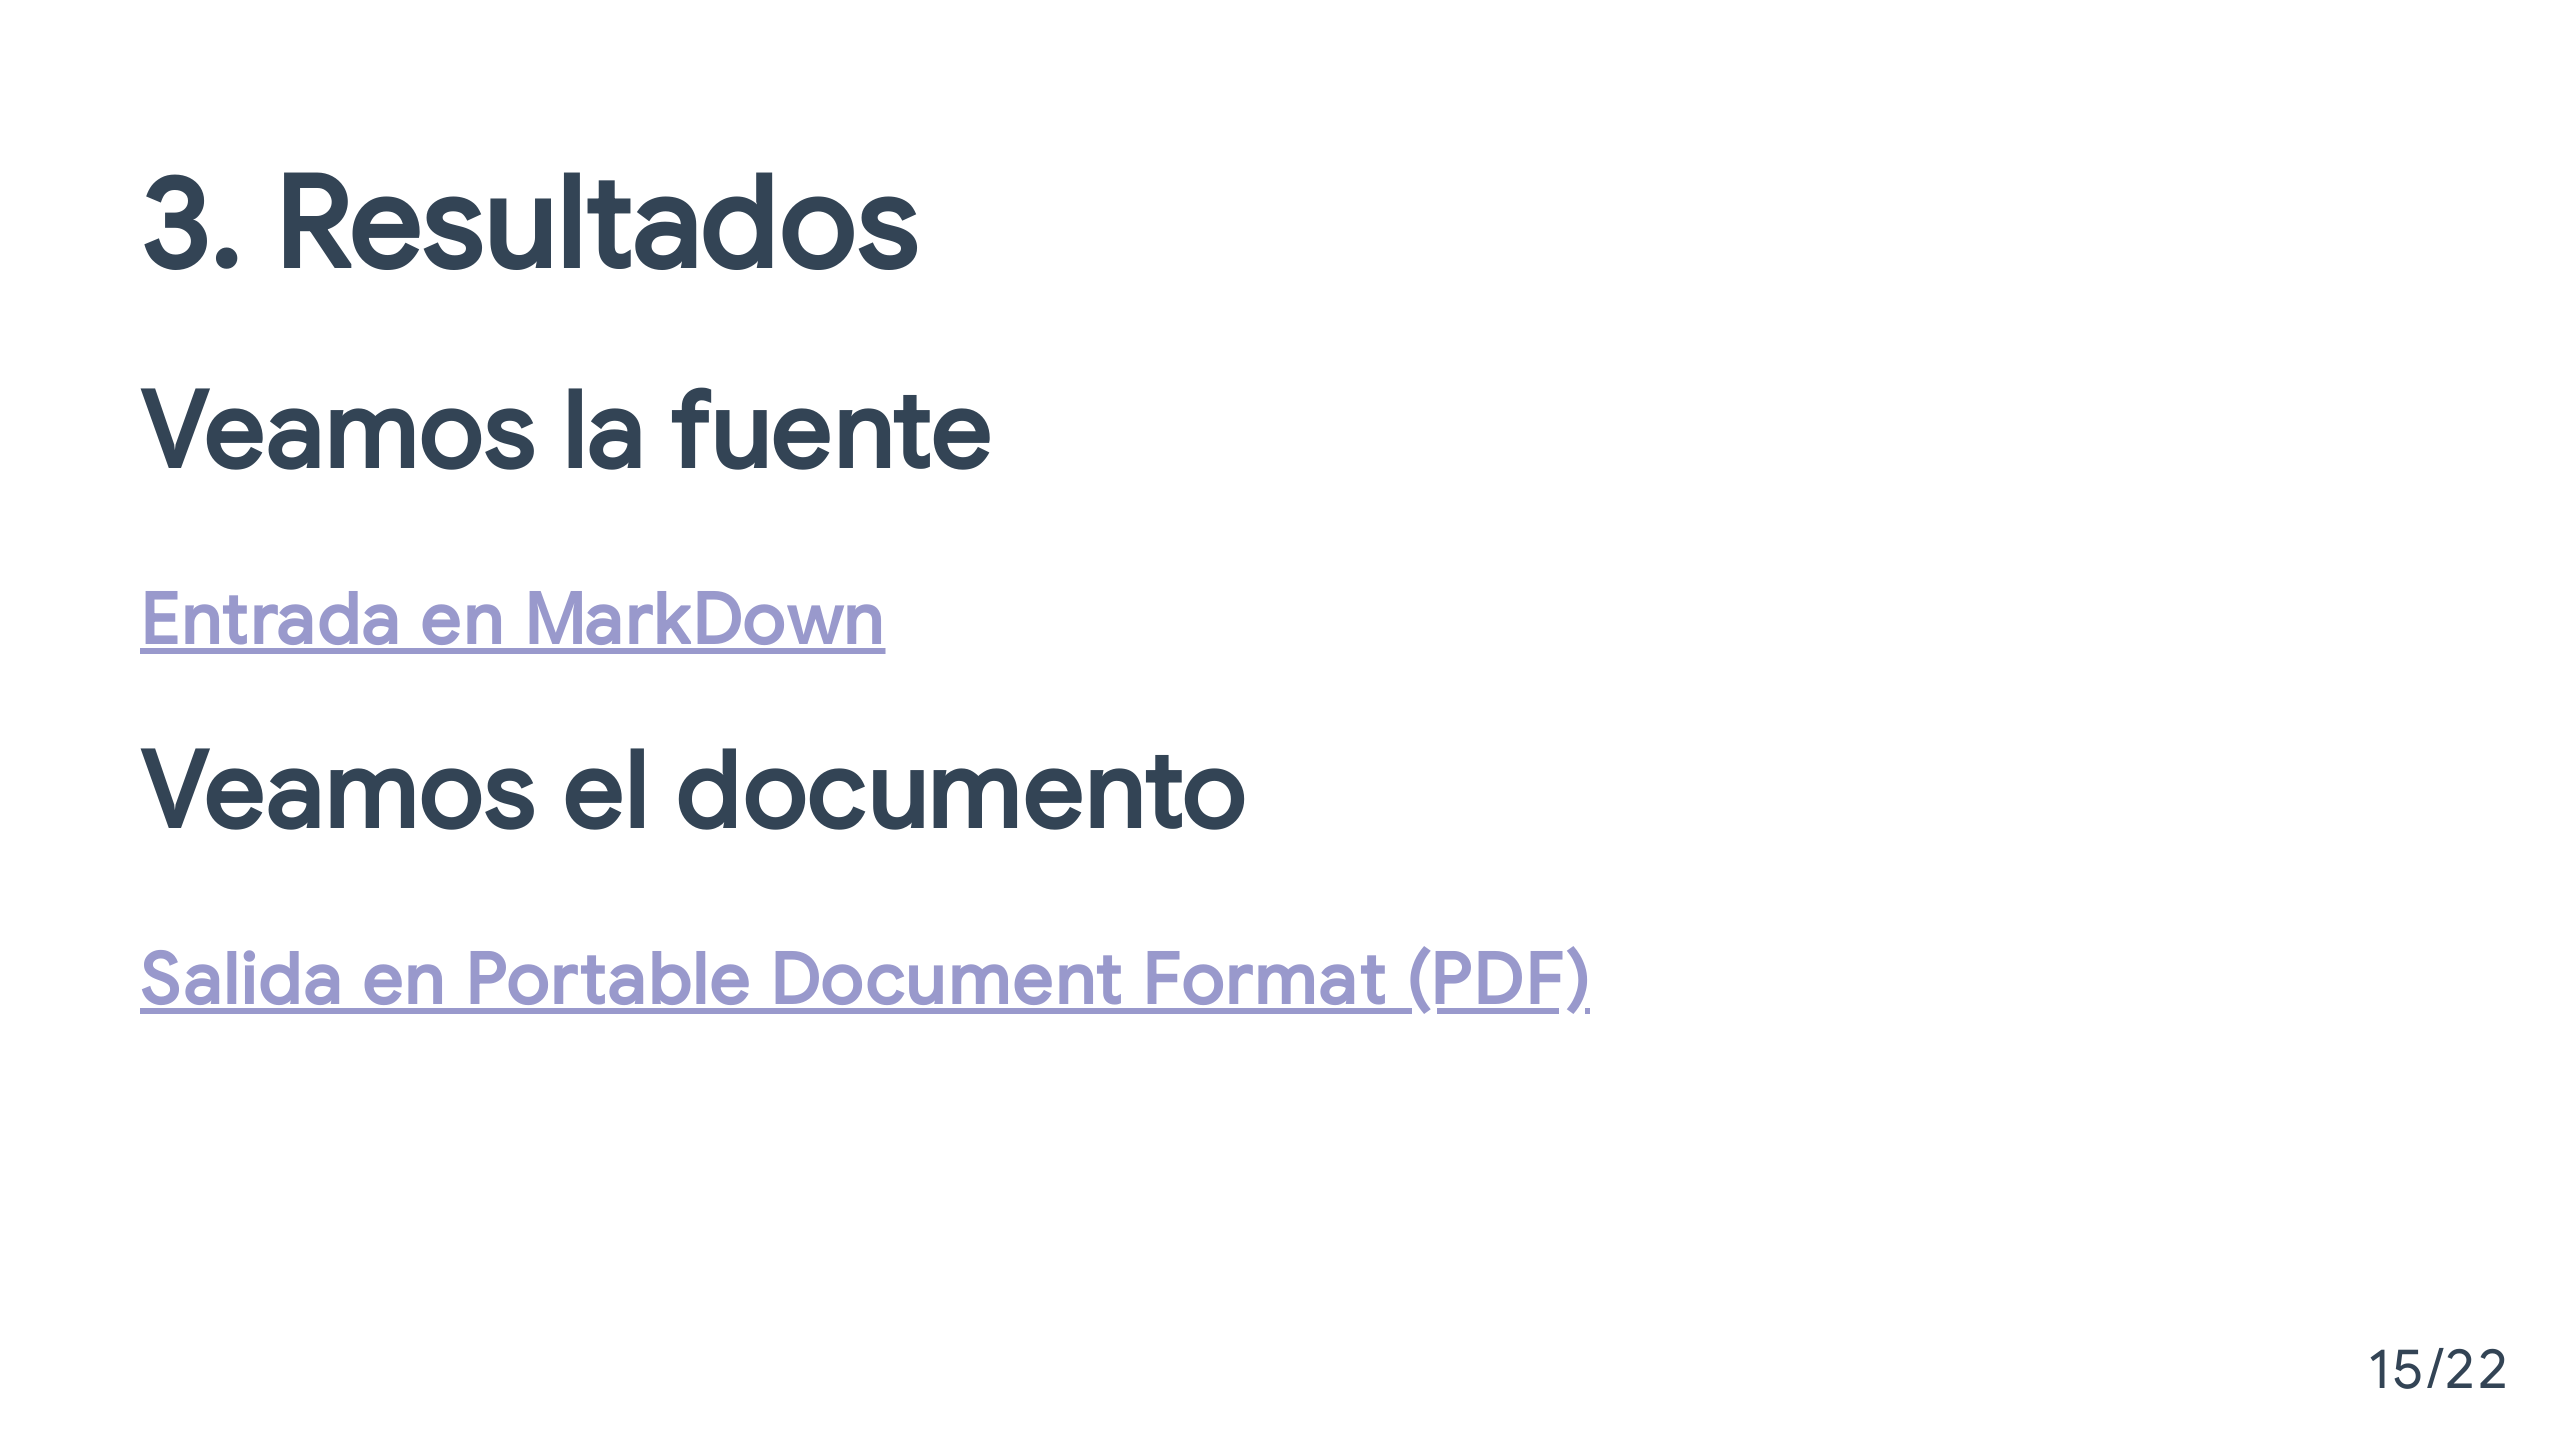 3. Resultados
Veamos la fuente
Entrada en MarkDown
Veamos el documento
Salida en Portable Document Format (PDF)
15/22